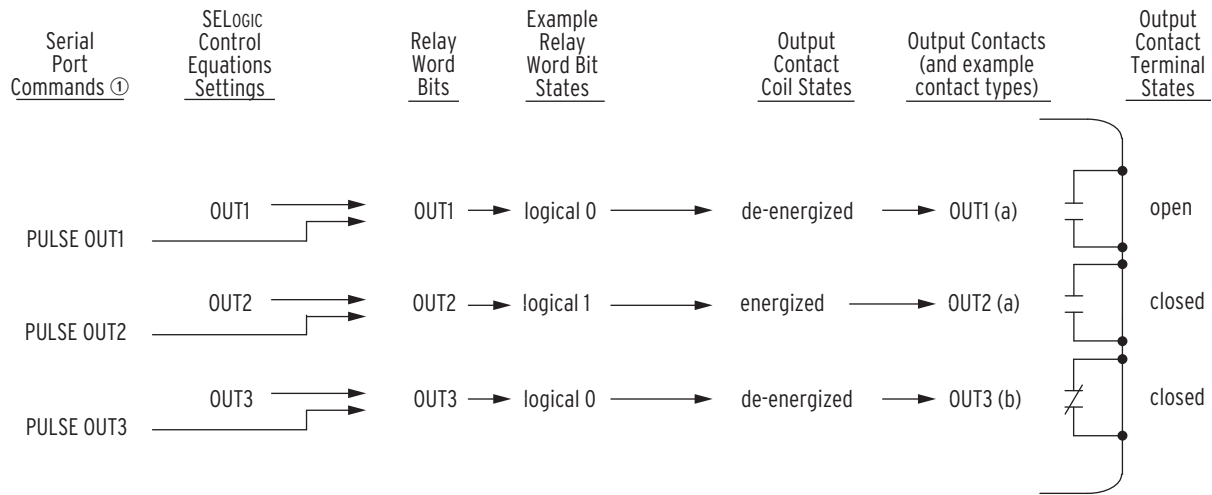 Serial
Port
Commands ①
SELOGIC
Control
Equations
Settings
Relay
Word
Bits
Example
Relay
Word Bit
States
Output
Contact
Coil States
Output Contacts
(and example
contact types)
Output
Contact
Terminal
States
OUT1
OUT1
logical 0
de-energized
OUT1 (a)
open
PULSE OUT1
OUT2
OUT2
logical 1
energized
OUT2 (a)
closed
PULSE OUT2
OUT3
OUT3
logical 0
de-energized
OUT3 (b)
closed
PULSE OUT3